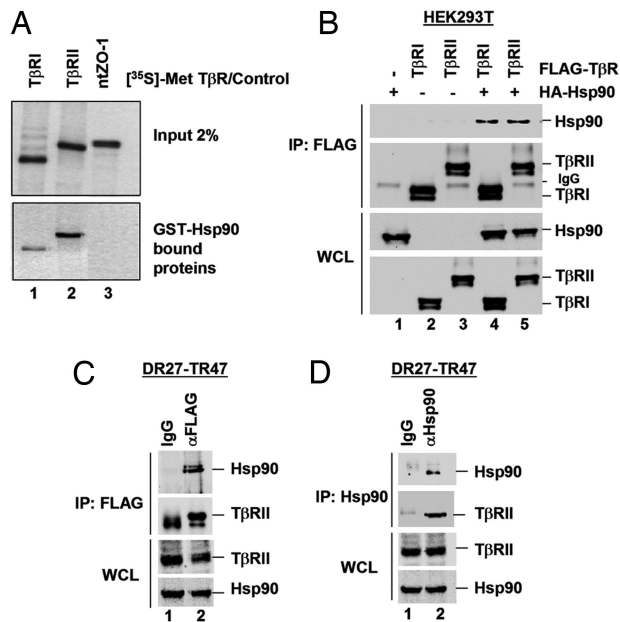 A
TβRI
TβRII
ntZO-1
[³⁵S]-Met TβR/Control
Input 2%
GST-Hsp90
bound
proteins
1 2 3
B
HEK293T
- TβRI TβRII TβRI TβRII FLAG-TβR
+ - - + + HA-Hsp90
IP: FLAG
Hsp90
TβRII
IgG
TβRI
WCL
Hsp90
TβRII
TβRI
1 2 3 4 5
C
DR27-TR47
IgG
αFLAG
IP: FLAG
Hsp90
TβRII
WCL
TβRII
Hsp90
1 2
D
DR27-TR47
IgG
αHsp90
IP: Hsp90
Hsp90
TβRII
WCL
TβRII
Hsp90
1 2